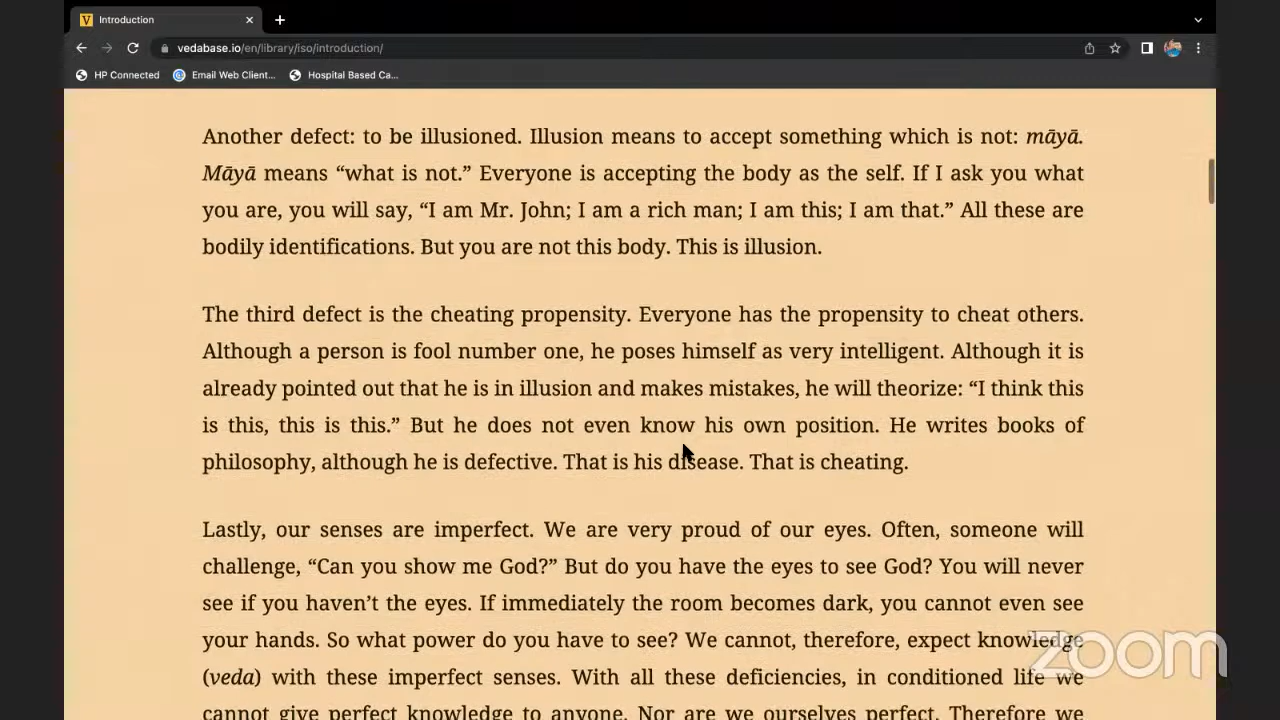 Introduction
vedabase.io/en/library/iso/introduction/
HP Connected
Email Web Client...
Hospital Based Ca...
Another defect: to be illusioned. Illusion means to accept something which is not: māyā.
Māyā means “what is not.” Everyone is accepting the body as the self. If I ask you what
you are, you will say, “I am Mr. John; I am a rich man; I am this; I am that.” All these are
bodily identifications. But you are not this body. This is illusion.
The third defect is the cheating propensity. Everyone has the propensity to cheat others.
Although a person is fool number one, he poses himself as very intelligent. Although it is
already pointed out that he is in illusion and makes mistakes, he will theorize: “I think this
is this, this is this.” But he does not even know his own position. He writes books of
philosophy, although he is defective. That is his disease. That is cheating.
Lastly, our senses are imperfect. We are very proud of our eyes. Often, someone will
challenge, “Can you show me God?” But do you have the eyes to see God? You will never
see if you haven’t the eyes. If immediately the room becomes dark, you cannot even see
your hands. So what power do you have to see? We cannot, therefore, expect knowledge
(veda) with these imperfect senses. With all these deficiencies, in conditioned life we
cannot give perfect knowledge to anyone. Nor are we ourselves perfect. Therefore we
zoom